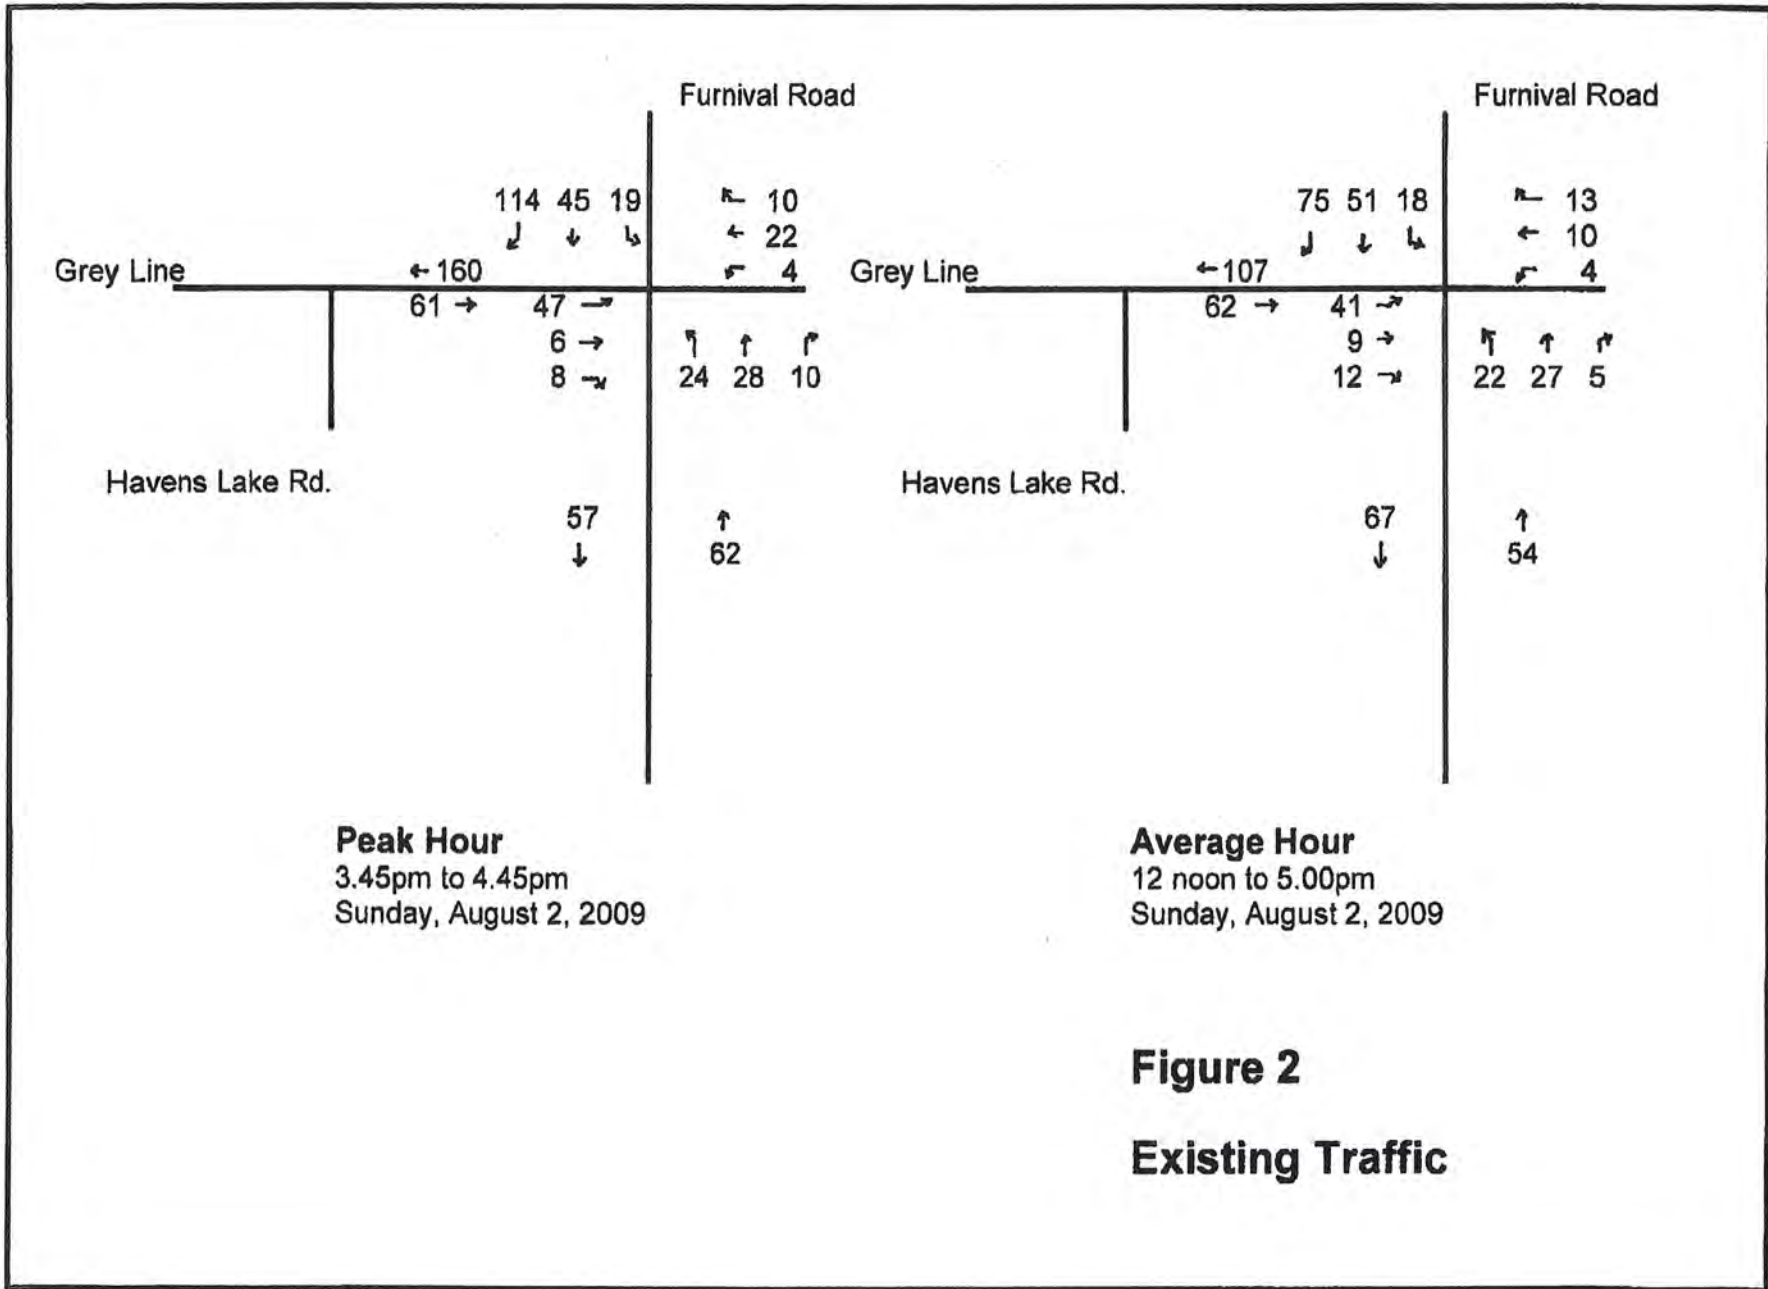 Furnival Road
114 45 19
10
22
Grey Line
160
4
61
47
6
8
24 28 10
Havens Lake Rd.
57
62
Peak Hour
3.45pm to 4.45pm
Sunday, August 2, 2009
Furnival Road
75 51 18
13
10
Grey Line
107
4
62
41
9
12
22 27 5
Havens Lake Rd.
67
54
Average Hour
12 noon to 5.00pm
Sunday, August 2, 2009
Figure 2
Existing Traffic